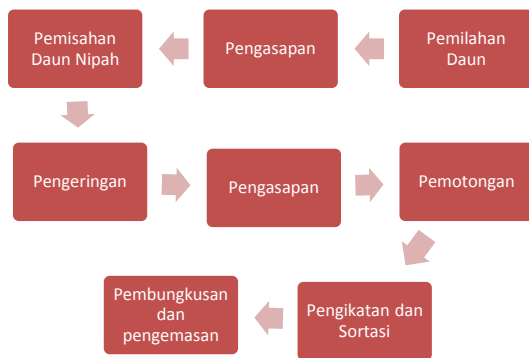 Pemisahan
Daun Nipah
Pengasapan
Pemilahan
Daun
Pengeringan
Pengasapan
Pemotongan
Pembungkusan
dan
pengemasan
Pengikatan dan
Sortasi